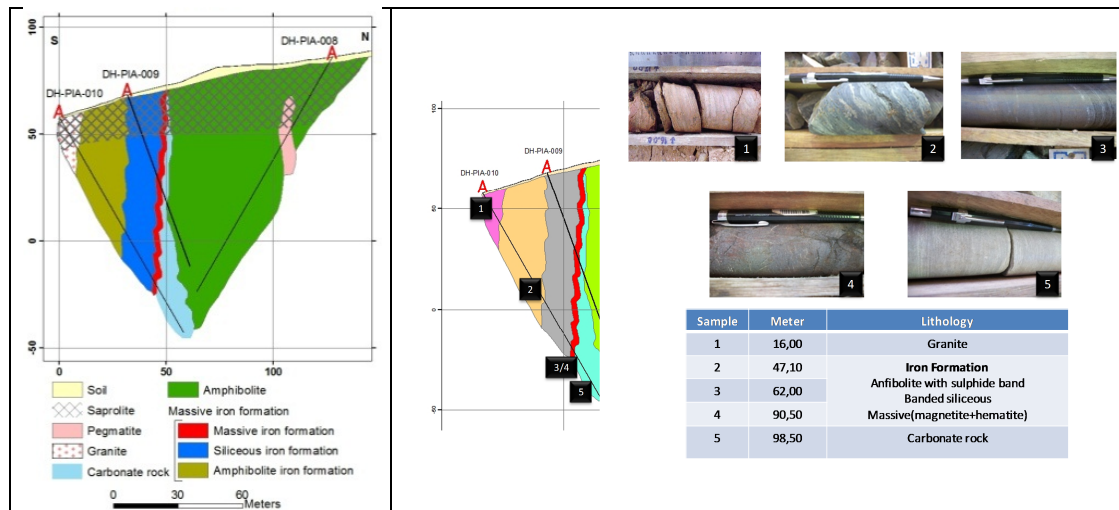 100
S
N
DH-PIA-008
DH-PIA-009
DH-PIA-010
50
0
-50
0
50
100
Soil
Amphibolite
Saprolite
Massive iron formation
Pegmatite
Massive iron formation
Granite
Siliceous iron formation
Carbonate rock
Amphibolite iron formation
0
30
60
Meters
100
DH-PIA-009
DH-PIA-010
50
0
-50
1
2
3/4
5
1
2
3
4
5
Sample Meter Lithology
1 16,00 Granite
2 47,10 Iron Formation
3 62,00 Anfibolite with sulphide band
Banded siliceous
4 90,50 Massive(magnetite+hematite)
5 98,50 Carbonate rock